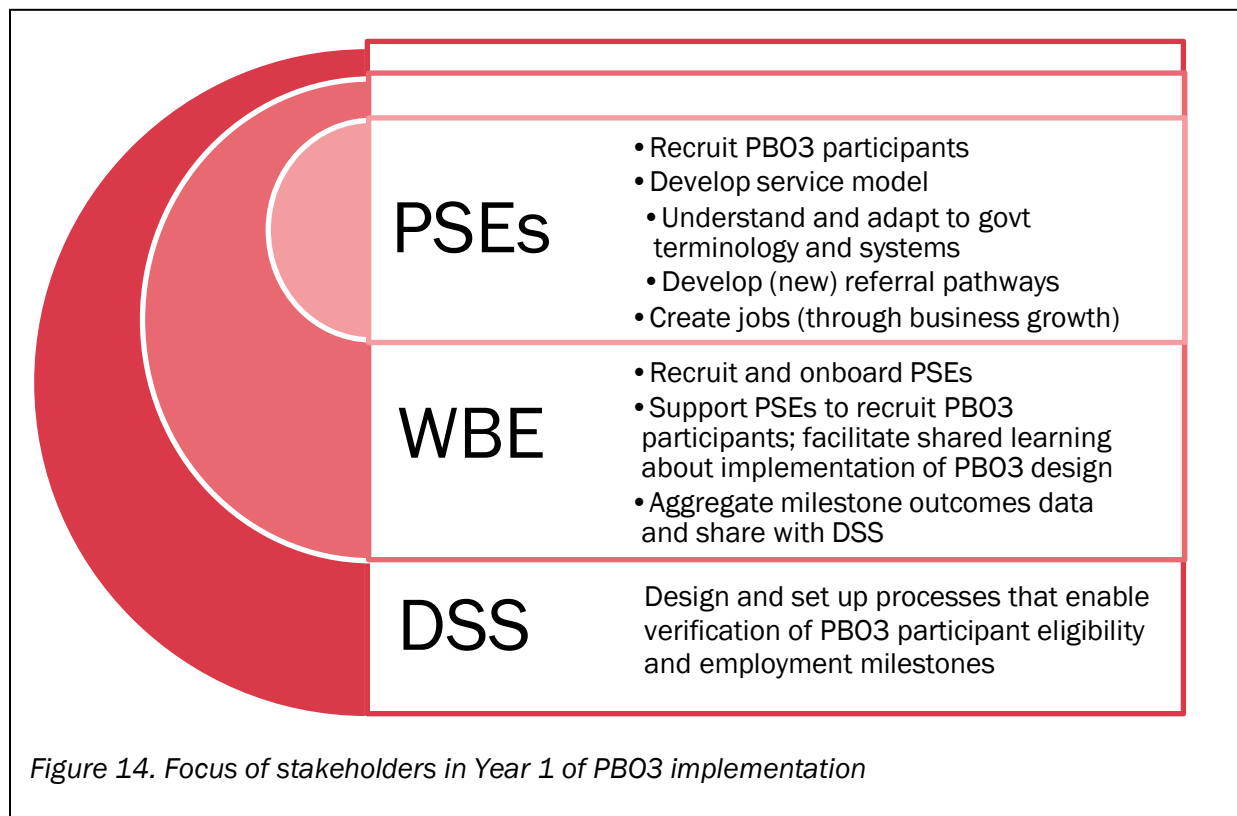 PSEs
• Recruit PBO3 participants
• Develop service model
• Understand and adapt to govt
terminology and systems
• Develop (new) referral pathways
• Create jobs (through business growth)
WBE
• Recruit and onboard PSEs
• Support PSEs to recruit PBO3
participants; facilitate shared learning
about implementation of PBO3 design
• Aggregate milestone outcomes data
and share with DSS
DSS
Design and set up processes that enable
verification of PBO3 participant eligibility
and employment milestones
Figure 14. Focus of stakeholders in Year 1 of PBO3 implementation